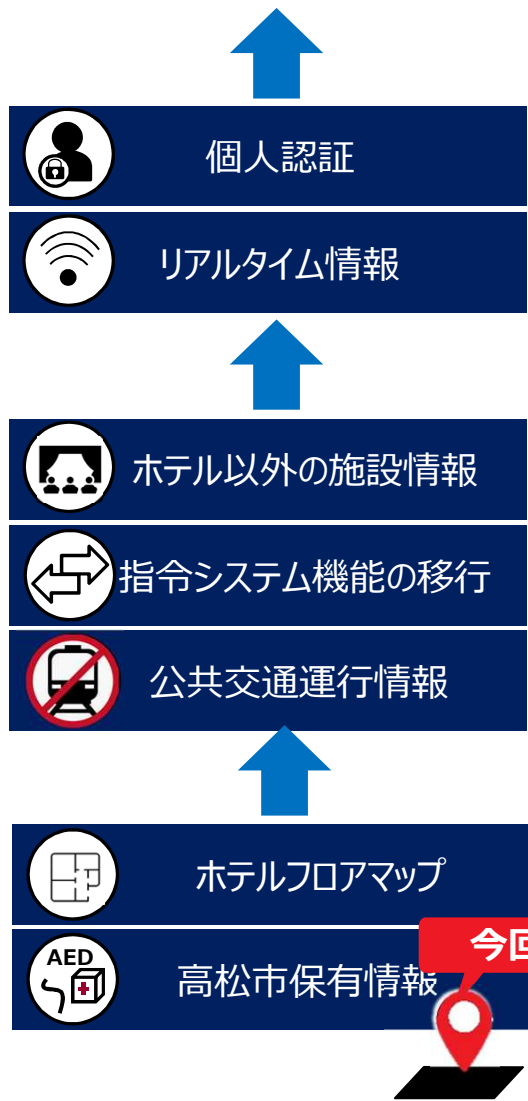 個人認証
リアルタイム情報
ホテル以外の施設情報
指令システム機能の移行
公共交通運行情報
ホテルフロアマップ
今回
AED
高松市保有情報